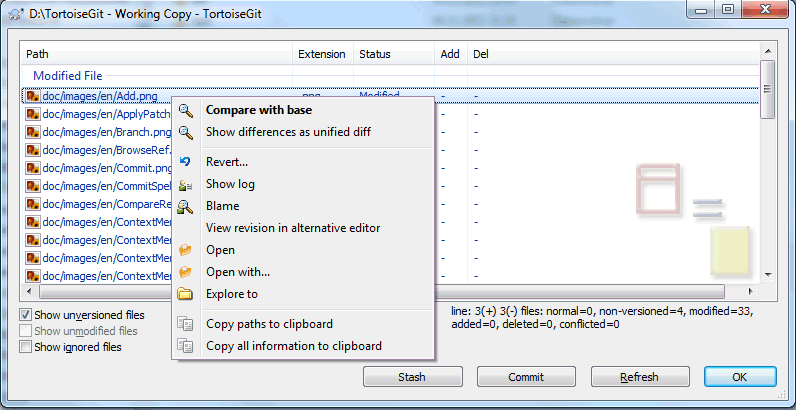 D:\TortoiseGit - Working Copy - TortoiseGit
Path Extension Status Add Del
Modified File
doc/images/en/Add.png .png Modified - -
doc/images/en/ApplyPatch - -
doc/images/en/Branch.png - -
doc/images/en/BrowseRef. - -
doc/images/en/Commit.png - -
doc/images/en/CommitSpel - -
doc/images/en/CompareRe - -
doc/images/en/ContextMe - -
doc/images/en/ContextMe - -
doc/images/en/ContextMe - -
doc/images/en/ContextMe - -
Compare with base
Show differences as unified diff
Revert...
Show log
Blame
View revision in alternative editor
Open
Open with...
Explore to
Copy paths to clipboard
Copy all information to clipboard
Show unversioned files
Show unmodified files
Show ignored files
line: 3(+) 3(-) files: normal=0, non-versioned=4, modified=33,
added=0, deleted=0, conflicted=0
Stash Commit Refresh OK